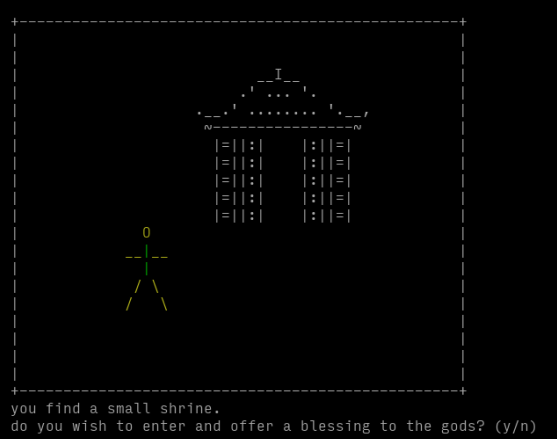 you find a small shrine.
do you wish to enter and offer a blessing to the gods? (y/n)